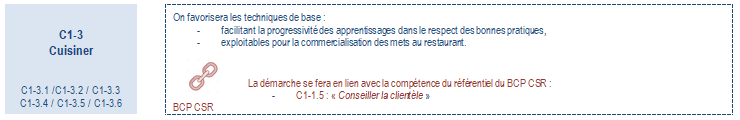 C1-3
Cuisiner
C1-3.1 /C1-3.2 / C1-3.3
C1-3.4 / C1-3.5 / C1-3.6
On favorisera les techniques de base :
- facilitant la progressivité des apprentissages dans le respect des bonnes pratiques,
- exploitables pour la commercialisation des mets au restaurant.
La démarche se fera en lien avec la compétence du référentiel du BCP CSR :
- C1-1.5 : « Conseiller la clientèle »
BCP CSR